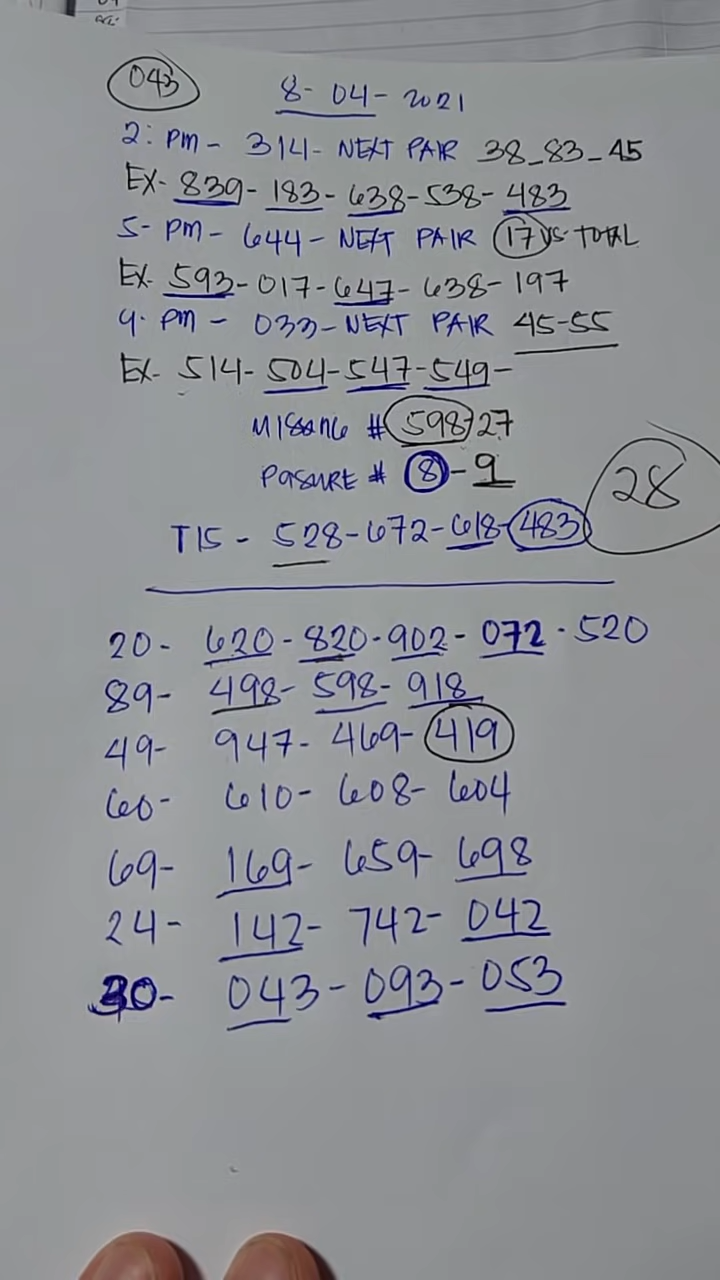 043 8-04-2021
2: PM - 314 - NEXT PAIR 38_83_45
EX- 839-183-638-538-483
5-PM-644-NEXT PAIR 17 VS TOTAL
EX- 593-017-647-638-197
9. PM - 033-NEXT PAIR 45-55
EX- 514-504-547-549-
MISSANG # 598/27
PASURE # 8-9
28
T15 - 528-672-618-483
20- 620-820-902-072-520
89- 498-598-918
49- 947-469-419
60- 610-608-604
69- 169-659-698
24- 142-742-042
30- 043-093-053